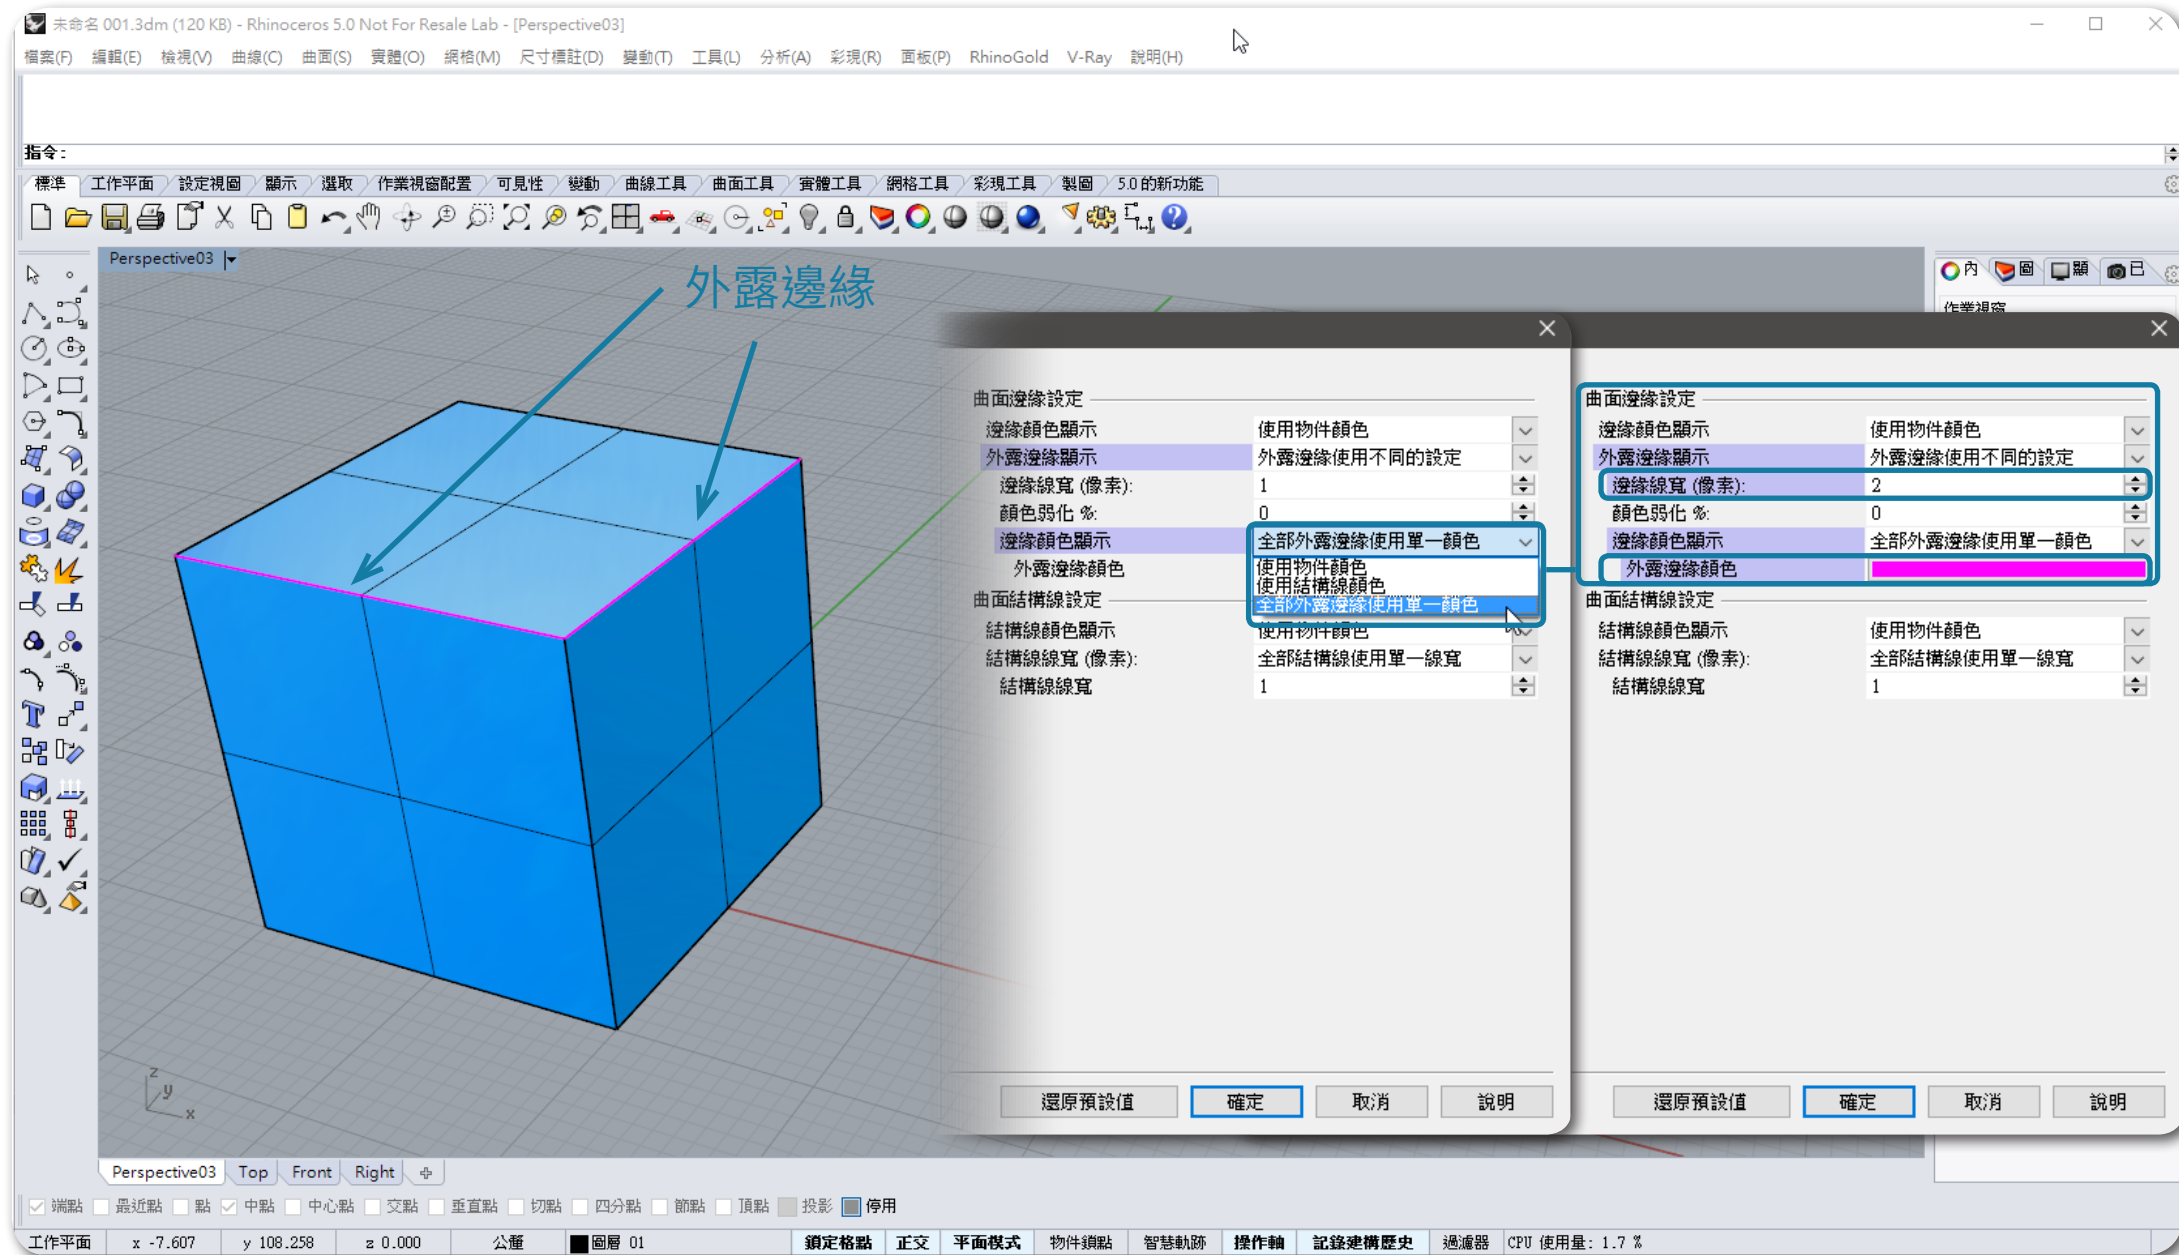 未命名 001.3dm (120 KB) - Rhinoceros 5.0 Not For Resale Lab - [Perspective03]
檔案(F) 編輯(E) 檢視(V) 曲線(C) 曲面(S) 實體(O) 網格(M) 尺寸標註(D) 變動(T) 工具(L) 分析(A) 彩現(R) 面板(P) RhinoGold V-Ray 說明(H)
指令:
標準 工作平面 設定視圖 顯示 選取 作業視窗配置 可見性 變動 曲線工具 曲面工具 實體工具 網格工具 彩現工具 製圖 5.0 的新功能
Perspective03
外露邊緣
內 圖 顯 已
作業視窗
曲面邊緣設定
邊緣顏色顯示 使用物件顏色
外露邊緣顯示 外露邊緣使用不同的設定
邊緣線寬 (像素): 1
顏色弱化 %: 0
邊緣顏色顯示 全部外露邊緣使用單一顏色
外露邊緣顏色 使用物件顏色
使用結構線顏色
全部外露邊緣使用單一顏色
曲面結構線設定
結構線顏色顯示 使用物件顏色
結構線線寬 (像素): 全部結構線使用單一線寬
結構線線寬 1
還原預設值 確定 取消 說明
曲面邊緣設定
邊緣顏色顯示 使用物件顏色
外露邊緣顯示 外露邊緣使用不同的設定
邊緣線寬 (像素): 2
顏色弱化 %: 0
邊緣顏色顯示 全部外露邊緣使用單一顏色
外露邊緣顏色
曲面結構線設定
結構線顏色顯示 使用物件顏色
結構線線寬 (像素): 全部結構線使用單一線寬
結構線線寬 1
還原預設值 確定 取消 說明
z
y
x
Perspective03 Top Front Right
端點 最近點 點 中點 中心點 交點 垂直點 切點 四分點 節點 頂點 投影 停用
工作平面 x -7.607 y 108.258 z 0.000 公釐 圖層 01 鎖定格點 正交 平面模式 物件鎖點 智慧軌跡 操作軸 記錄建構歷史 過濾器 CPU 使用量: 1.7 %